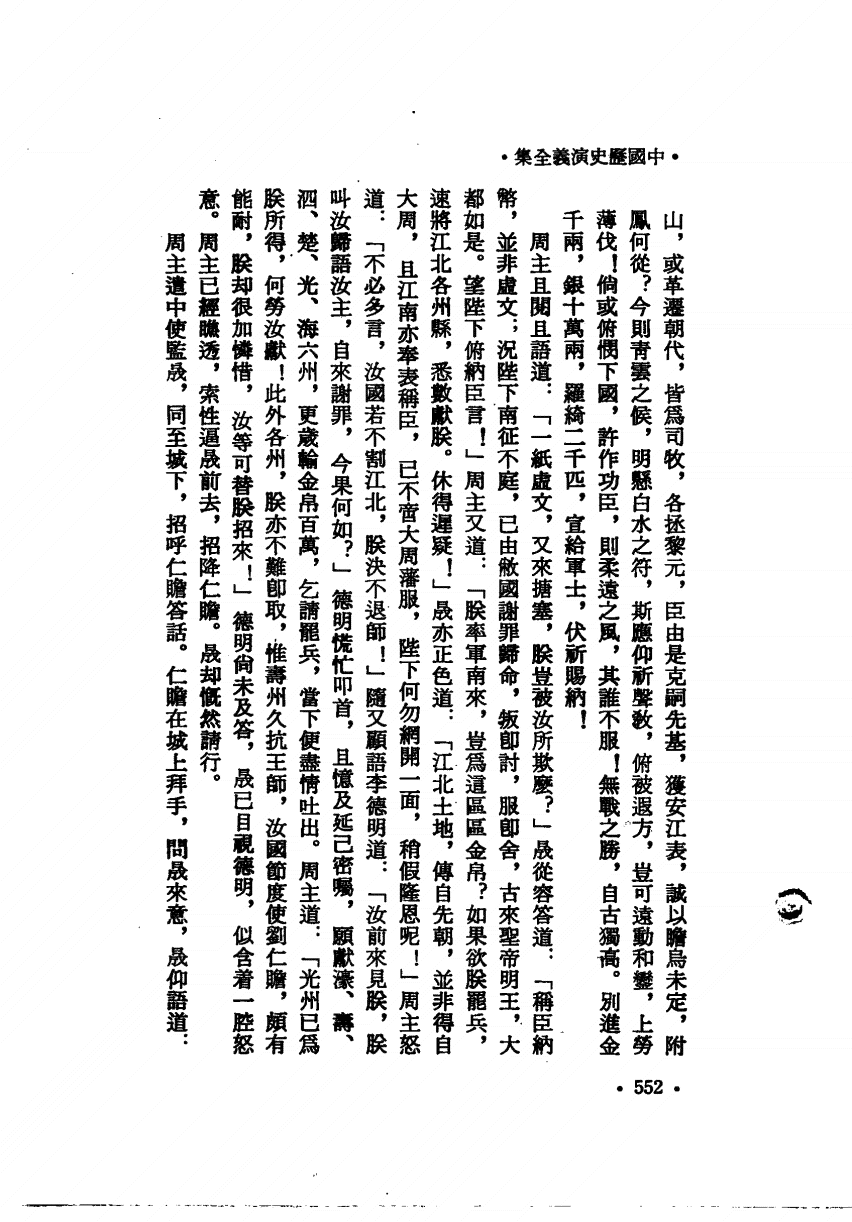 •中國歷史演義全集•
山，或革遷朝代，皆爲司牧，各拯黎元，臣由是克嗣先基，獲安江表，誠以瞻烏未定，附
鳳何從？今則靑雲之候，明懸白水之符，斯應仰祈聲敎，俯被遐方，豈可遠動和鑾，上勞
薄伐！倘或俯憫下國，許作功臣，則柔遠之風，其誰不服！無戰之勝，自古獨高。別進金
千兩，銀十萬兩，羅綺二千匹，宣給軍士，伏祈賜納！
周主且閱且語道：「一紙虛文，又來搪塞，朕豈被汝所欺麼？」晟從容答道：「稱臣納
幣，並非虛文；況陛下南征不庭，已由敝國謝罪歸命，叛卽討，服卽舍，古來聖帝明王，大
都如是。望陛下俯納臣言！」周主又道：「朕率軍南來，豈爲這區區金帛？如果欲朕罷兵，
速將江北各州縣，悉數獻朕。休得遲疑！」晟亦正色道：「江北土地，傳自先朝，並非得自
大周，且江南亦奉表稱臣，已不啻大周藩服，陛下何勿網開一面，稍假隆恩呢！」周主怒
道：「不必多言，汝國若不割江北，朕決不退師！」隨又顧語李德明道：「汝前來見朕，朕
叫汝歸語汝主，自來謝罪，今果何如？」德明慌忙叩首，且憶及延己密囑，願獻濠、壽、
泗、楚、光、海六州，更歲輸金帛百萬，乞請罷兵，當下便盡情吐出。周主道：「光州已爲
朕所得，何勞汝獻！此外各州，朕亦不難卽取，惟壽州久抗王師，汝國節度使劉仁贍，頗有
能耐，朕却很加憐惜，汝等可替朕招來！」德明尙未及答，晟已目視德明，似含着一腔怒
意。周主已經瞧透，索性逼晟前去，招降仁贍。晟却慨然請行。
周主遣中使監晟，同至城下，招呼仁贍答話。仁贍在城上拜手，問晟來意，晟仰語道：
•552•